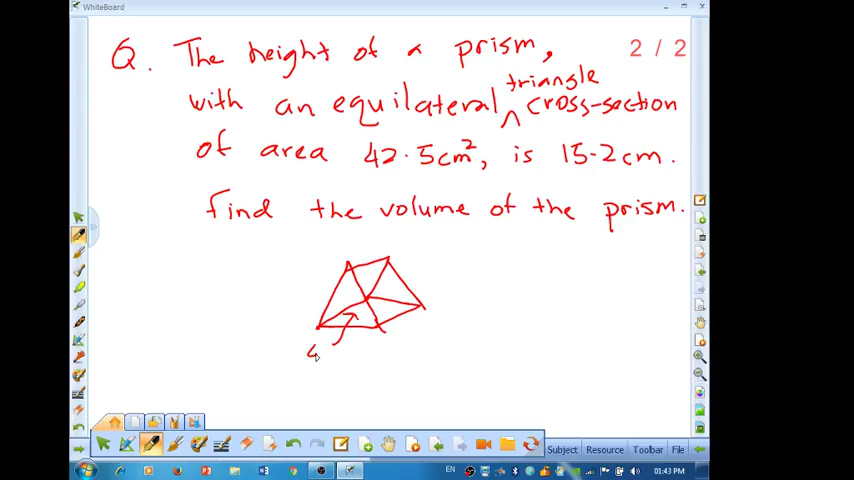 WhiteBoard
Q. The height of a prism, 2 / 2
with an equilateral ^ triangle cross-section
of area 42.5cm², is 15.2cm.
find the volume of the prism.
4
Subject Resource Toolbar File
EN 01:43 PM